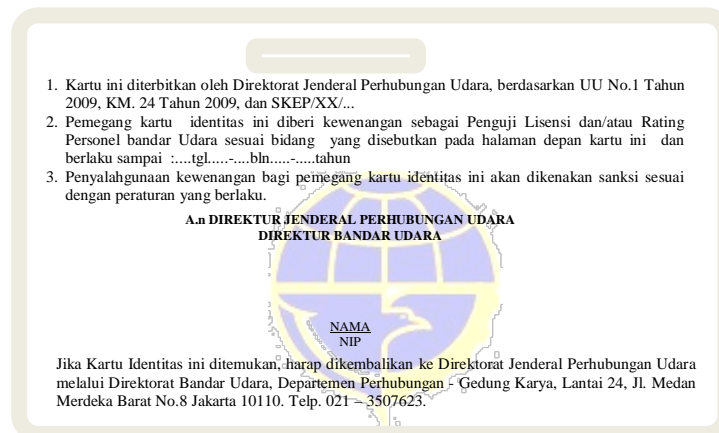 1. Kartu ini diterbitkan oleh Direktorat Jenderal Perhubungan Udara, berdasarkan UU No.1 Tahun
2009, KM. 24 Tahun 2009, dan SKEP/XX/...
2. Pemegang kartu identitas ini diberi kewenangan sebagai Penguji Lisensi dan/atau Rating
Personel bandar Udara sesuai bidang yang disebutkan pada halaman depan kartu ini dan
berlaku sampai :....tgl.....-....bln.....-.....tahun
3. Penyalahgunaan kewenangan bagi pemegang kartu identitas ini akan dikenakan sanksi sesuai
dengan peraturan yang berlaku.
A.n DIREKTUR JENDERAL PERHUBUNGAN UDARA
DIREKTUR BANDAR UDARA
NAMA
NIP
Jika Kartu Identitas ini ditemukan, harap dikembalikan ke Direktorat Jenderal Perhubungan Udara
melalui Direktorat Bandar Udara, Departemen Perhubungan - Gedung Karya, Lantai 24, Jl. Medan
Merdeka Barat No.8 Jakarta 10110. Telp. 021 – 3507623.